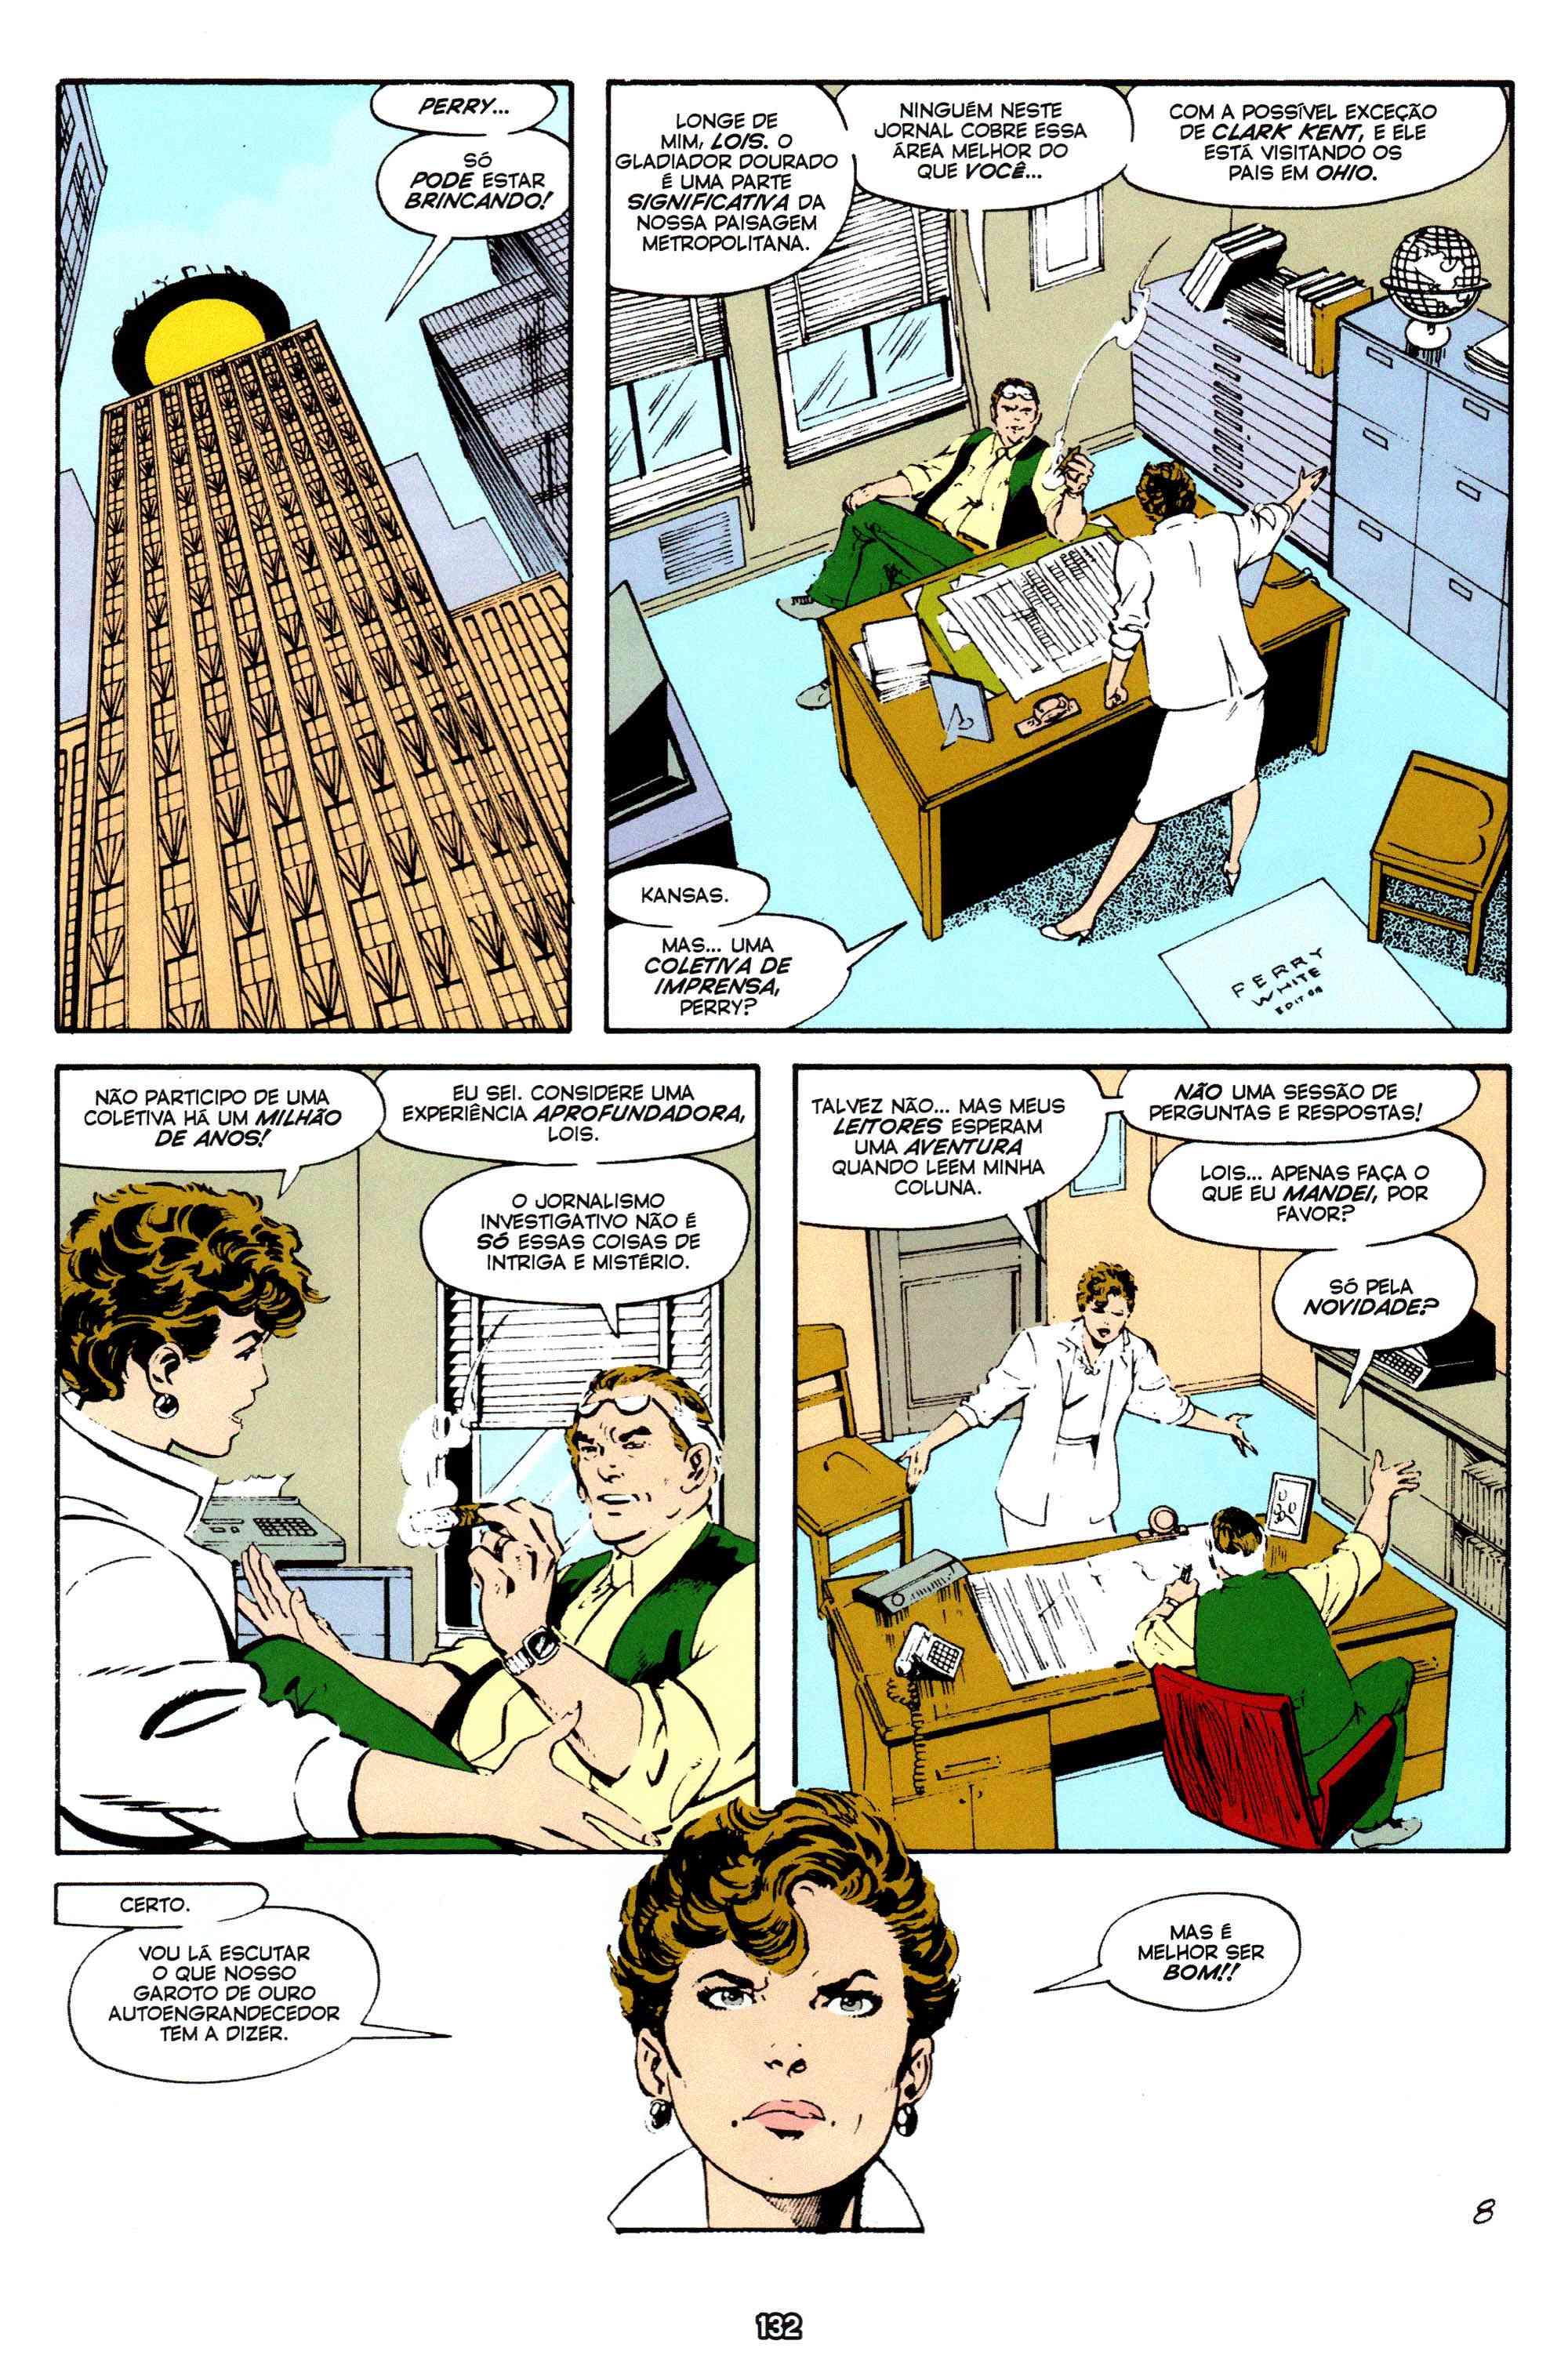 PERRY...
SÓ
PODE ESTAR
BRINCANDO!
LONGE DE
MIM, LOIS. O
GLADIADOR DOURADO
É UMA PARTE
SIGNIFICATIVA DA
NOSSA PAISAGEM
METROPOLITANA.
NINGUÉM NESTE
JORNAL COBRE ESSA
ÁREA MELHOR DO
QUE VOCÊ...
COM A POSSÍVEL EXCEÇÃO
DE CLARK KENT, E ELE
ESTÁ VISITANDO OS
PAIS EM OHIO.
KANSAS.
MAS... UMA
COLETIVA DE
IMPRENSA,
PERRY?
PERRY
WHITE
EDITOR
NÃO PARTICIPO DE UMA
COLETIVA HÁ UM MILHÃO
DE ANOS!
EU SEI. CONSIDERE UMA
EXPERIÊNCIA APROFUNDADORA,
LOIS.
O JORNALISMO
INVESTIGATIVO NÃO É
SÓ ESSAS COISAS DE
INTRIGA E MISTÉRIO.
TALVEZ NÃO... MAS MEUS
LEITORES ESPERAM
UMA AVENTURA
QUANDO LEEM MINHA
COLUNA.
NÃO UMA SESSÃO DE
PERGUNTAS E RESPOSTAS!
LOIS... APENAS FAÇA O
QUE EU MANDEI, POR
FAVOR?
SÓ PELA
NOVIDADE?
CERTO.
VOU LÁ ESCUTAR
O QUE NOSSO
GAROTO DE OURO
AUTOENGRANDECEDOR
TEM A DIZER.
MAS É
MELHOR SER
BOM!!
8
132